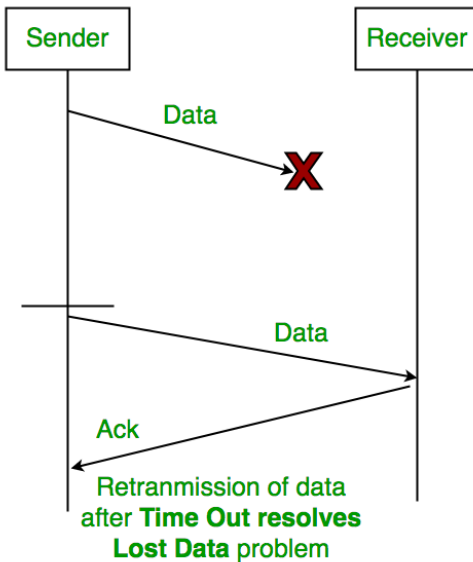 Sender
Receiver
Data
Data
Ack
Retranmission of data
after Time Out resolves
Lost Data problem